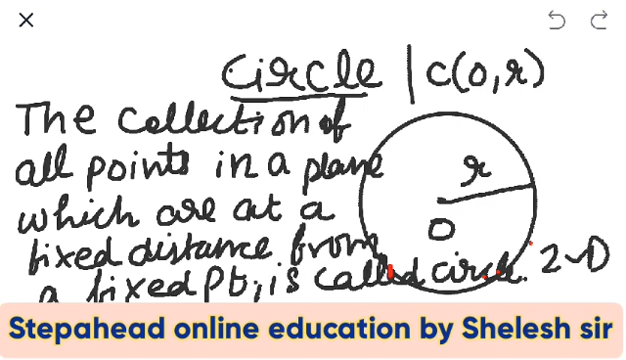 Circle | C(O,r)
The collection of
all points in a plane
which are at a
fixed distance from
a fixed Pt, is called circle.
r
O
2-D
Stepahead online education by Shelesh sir